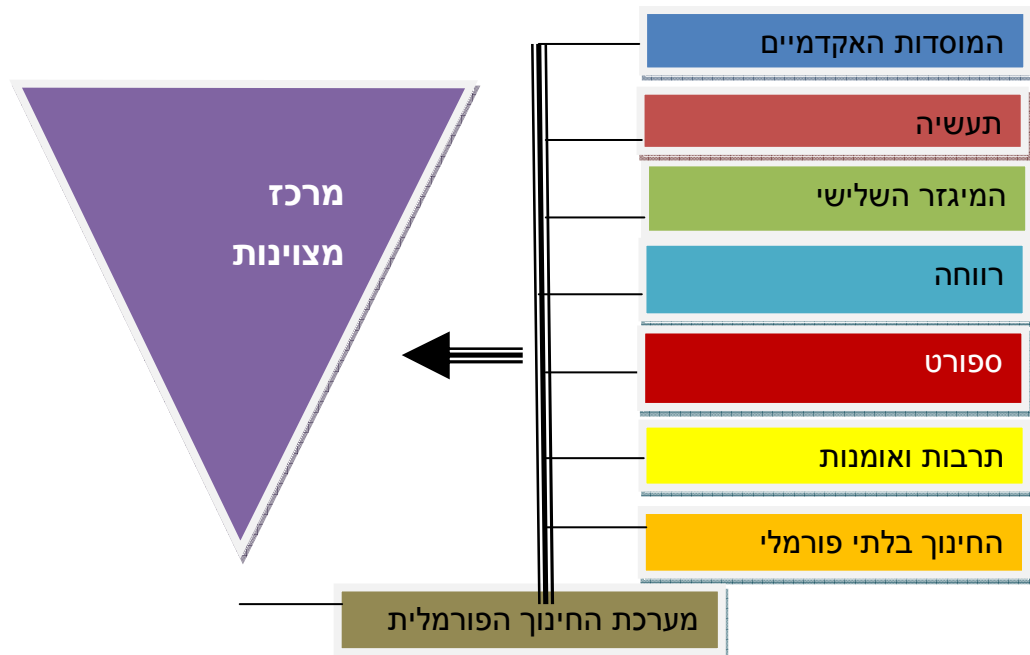 המוסדות האקדמיים
תעשיה
המיגזר השלישי
רווחה
ספורט
תרבות ואומנות
החינוך בלתי פורמלי
מערכת החינוך הפורמלית
מרכז
מצוינות